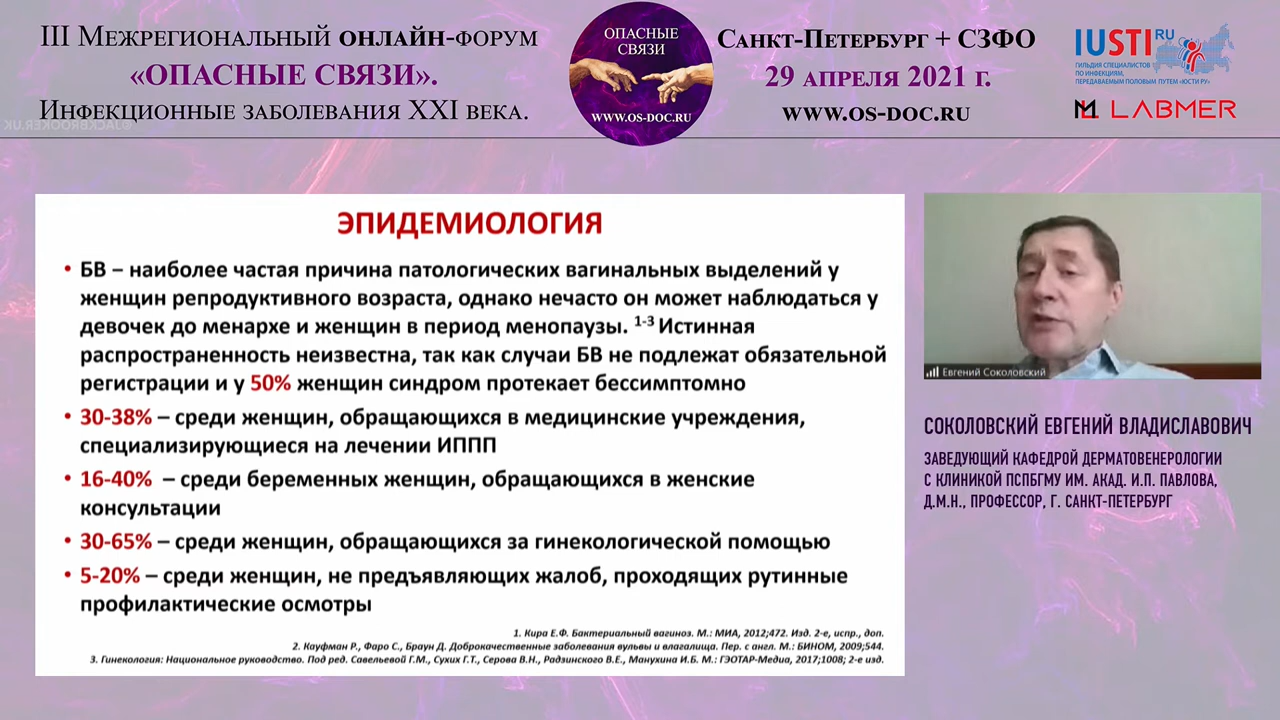 III Межрегиональный онлайн-форум
«ОПАСНЫЕ СВЯЗИ».
Инфекционные заболевания XXI века.
@JACKBROOKER.UK
ОПАСНЫЕ
СВЯЗИ
WWW.OS-DOC.RU
Санкт-Петербург + СЗФО
29 апреля 2021 г.
www.os-doc.ru
IUSTI RU
ГИЛЬДИЯ СПЕЦИАЛИСТОВ
ПО ИНФЕКЦИЯМ,
ПЕРЕДАВАЕМЫМ ПОЛОВЫМ ПУТЕМ «ЮСТИ РУ»
LABMER
ЭПИДЕМИОЛОГИЯ
• БВ – наиболее частая причина патологических вагинальных выделений у
женщин репродуктивного возраста, однако нечасто он может наблюдаться у
девочек до менархе и женщин в период менопаузы. 1-3 Истинная
распространенность неизвестна, так как случаи БВ не подлежат обязательной
регистрации и у 50% женщин синдром протекает бессимптомно
• 30-38% – среди женщин, обращающихся в медицинские учреждения,
специализирующиеся на лечении ИППП
• 16-40% – среди беременных женщин, обращающихся в женские
консультации
• 30-65% – среди женщин, обращающихся за гинекологической помощью
• 5-20% – среди женщин, не предъявляющих жалоб, проходящих рутинные
профилактические осмотры
1. Кира Е.Ф. Бактериальный вагиноз. М.: МИА, 2012;472. Изд. 2-е, испр., доп.
2. Кауфман Р., Фаро С., Браун Д. Доброкачественные заболевания вульвы и влагалища. Пер. с англ. М.: БИНОМ, 2009;544.
3. Гинекология: Национальное руководство. Под ред. Савельевой Г.М., Сухих Г.Т., Серова В.Н., Радзинского В.Е., Манухина И.Б. М.: ГЭОТАР-Медиа, 2017;1008; 2-е изд.
Евгений Соколовский
СОКОЛОВСКИЙ ЕВГЕНИЙ ВЛАДИСЛАВОВИЧ
ЗАВЕДУЮЩИЙ КАФЕДРОЙ ДЕРМАТОВЕНЕРОЛОГИИ
С КЛИНИКОЙ ПСПБГМУ ИМ. АКАД. И.П. ПАВЛОВА,
Д.М.Н., ПРОФЕССОР, Г. САНКТ-ПЕТЕРБУРГ